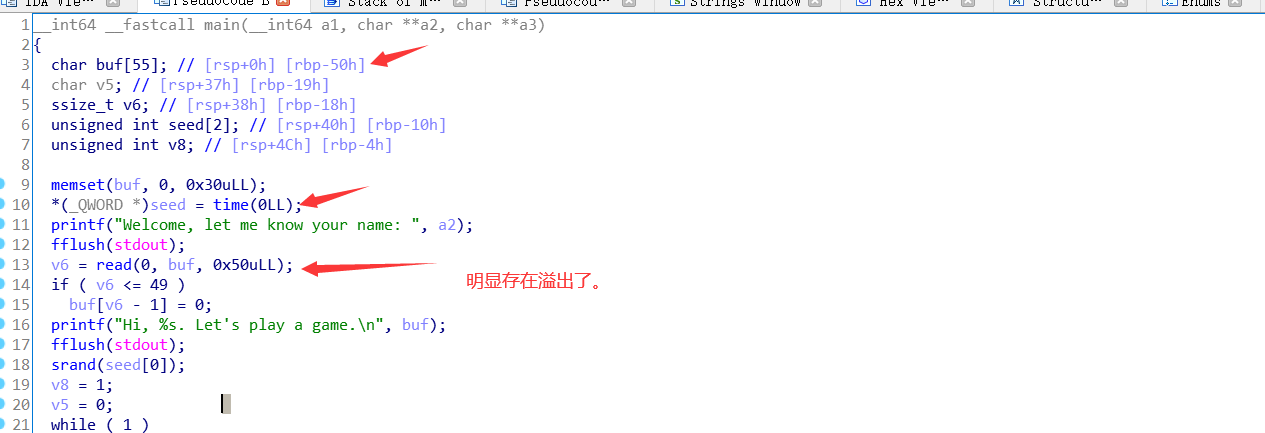 IDA Vie…
Pseudocode B
Stack of m…
Pseudocou…
Strings window
Hex Vie…
Structu…
Enums
1 __int64 __fastcall main(__int64 a1, char **a2, char **a3)
2 {
3 char buf[55]; // [rsp+0h] [rbp-50h]
4 char v5; // [rsp+37h] [rbp-19h]
5 ssize_t v6; // [rsp+38h] [rbp-18h]
6 unsigned int seed[2]; // [rsp+40h] [rbp-10h]
7 unsigned int v8; // [rsp+4Ch] [rbp-4h]
8
9 memset(buf, 0, 0x30uLL);
10 *(_QWORD *)seed = time(0LL);
11 printf("Welcome, let me know your name: ", a2);
12 fflush(stdout);
13 v6 = read(0, buf, 0x50uLL);
明显存在溢出了。
14 if ( v6 <= 49 )
15 buf[v6 - 1] = 0;
16 printf("Hi, %s. Let's play a game.\n", buf);
17 fflush(stdout);
18 srand(seed[0]);
19 v8 = 1;
20 v5 = 0;
21 while ( 1 )